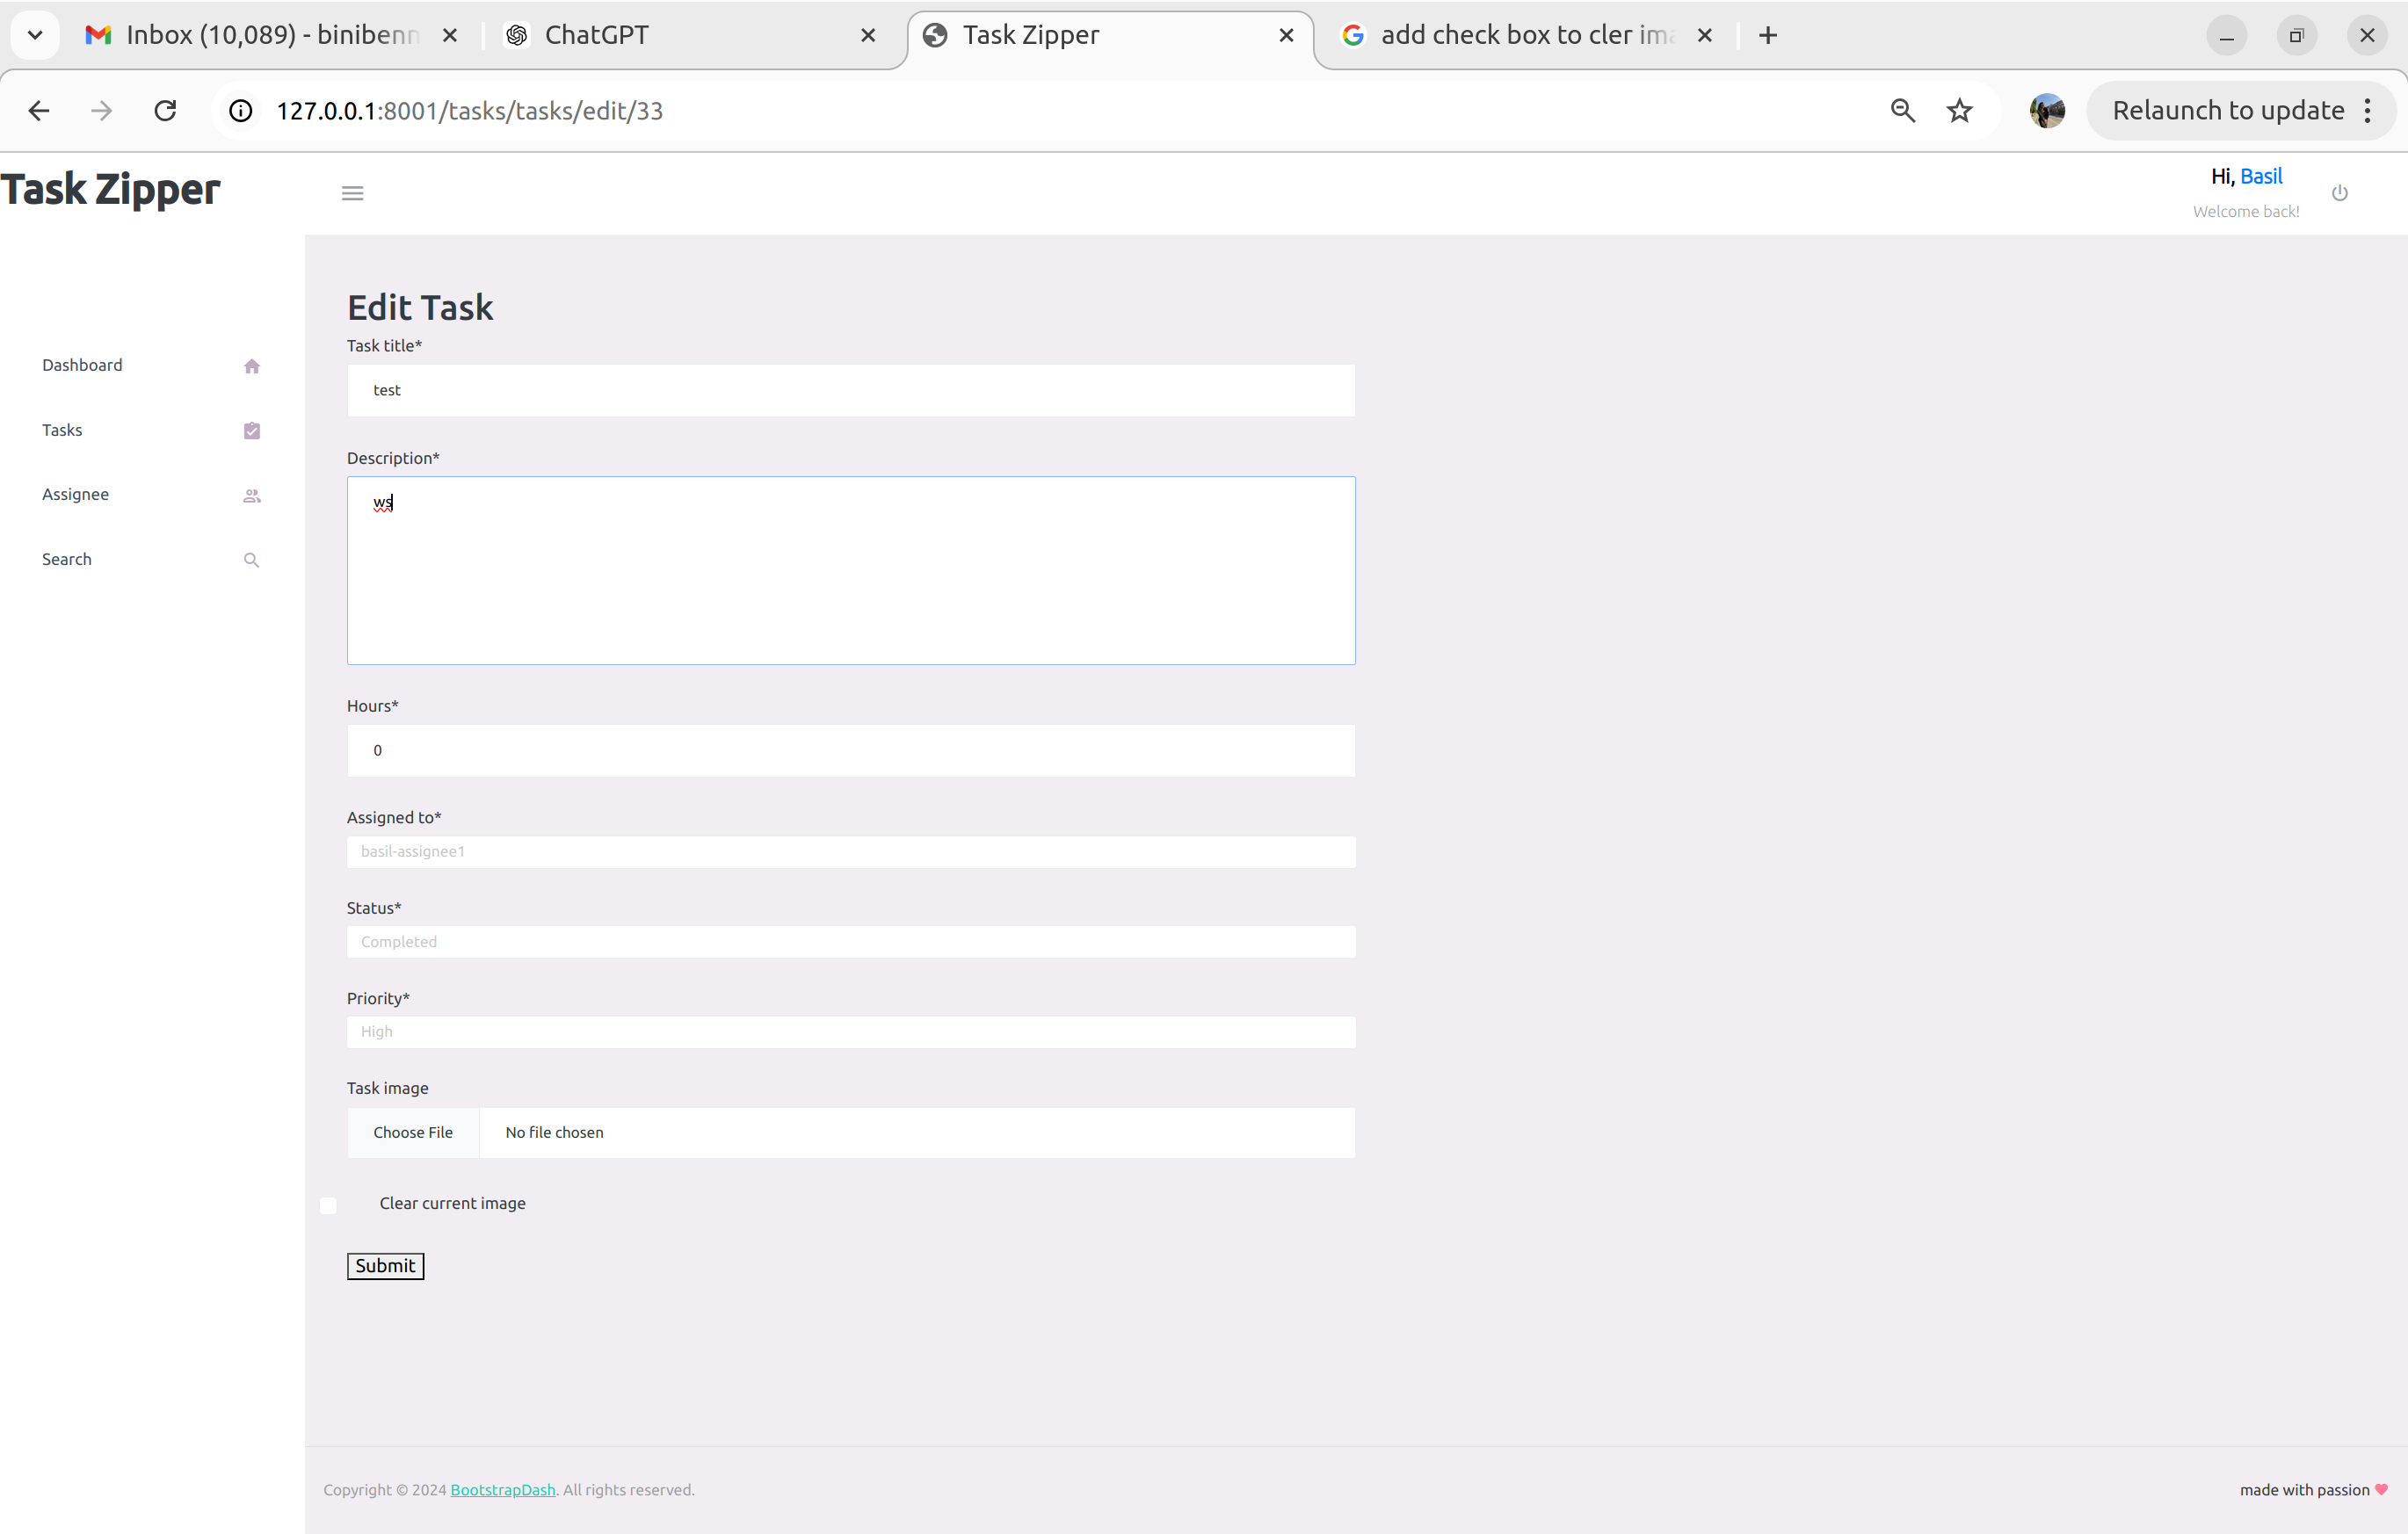 Inbox (10,089) - binibenn
ChatGPT
Task Zipper
add check box to cler ima
127.0.0.1:8001/tasks/tasks/edit/33
Relaunch to update
Task Zipper
Hi, Basil
Welcome back!
Dashboard
Tasks
Assignee
Search
Edit Task
Task title*
test
Description*
ws
Hours*
0
Assigned to*
basil-assignee1
Status*
Completed
Priority*
High
Task image
Choose File No file chosen
Clear current image
Submit
Copyright © 2024 BootstrapDash. All rights reserved.
made with passion